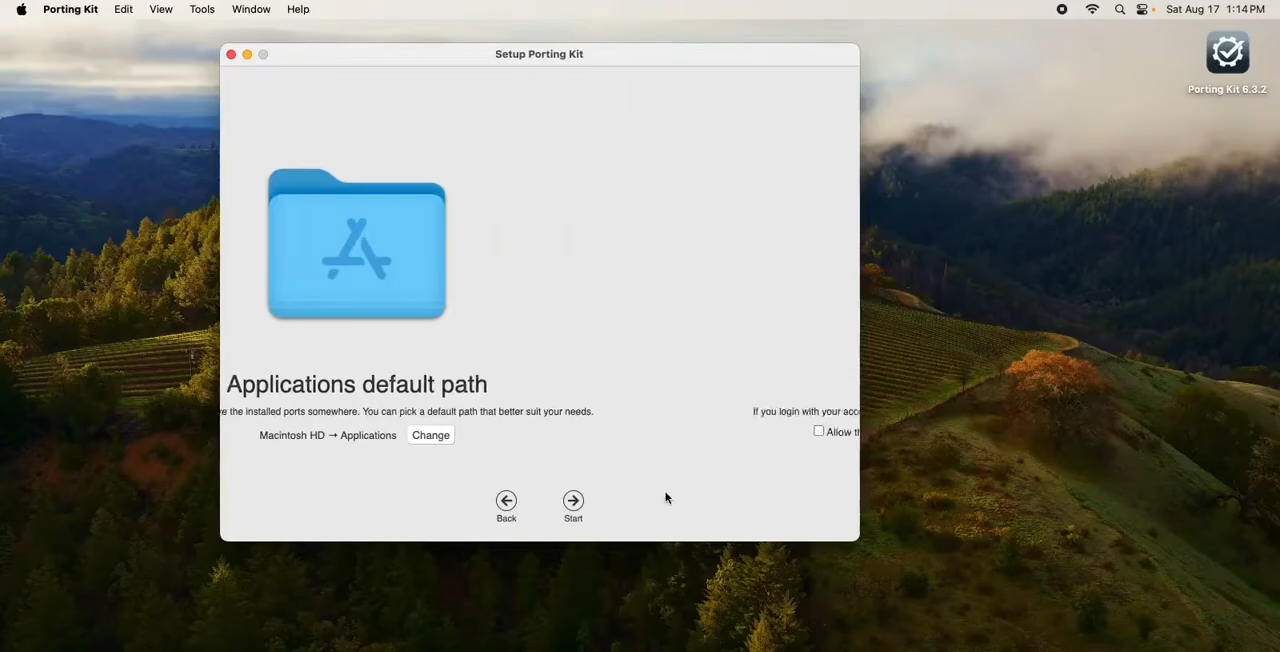 Porting Kit Edit View Tools Window Help Sat Aug 17 1:14 PM
Setup Porting Kit
Porting Kit 6.3.2
Applications default path
the installed ports somewhere. You can pick a default path that better suit your needs. If you login with your
Macintosh HD → Applications Change Allow
Back Start